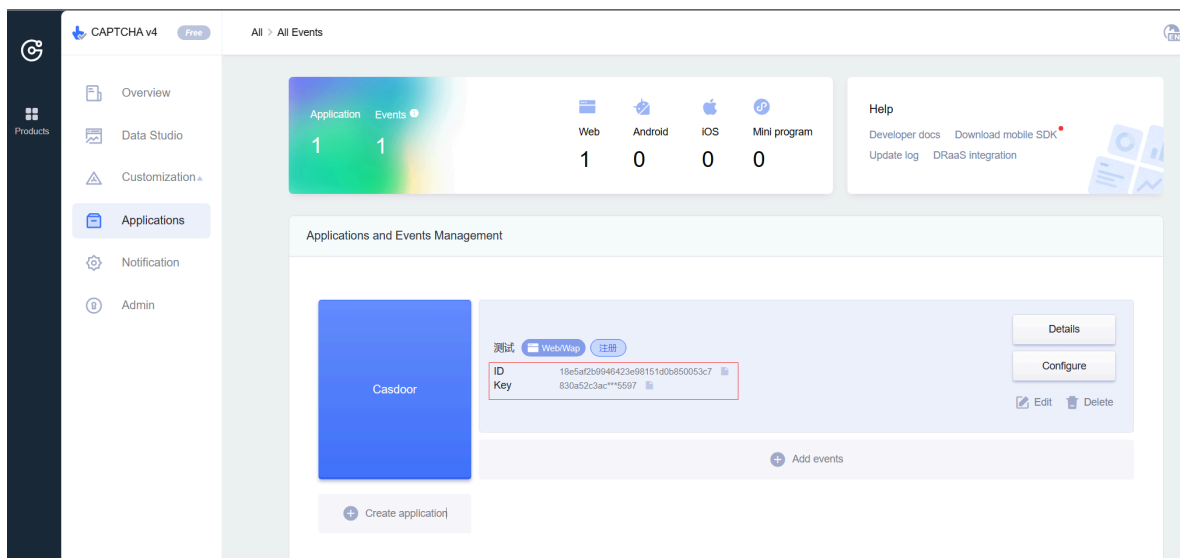 CAPTCHA v4 Free All > All Events
EN
Products
Overview
Data Studio
Customization
Applications
Notification
Admin
Application Events
1 1
Web Android iOS Mini program
1 0 0 0
Help
Developer docs Download mobile SDK
Update log DRaaS integration
Applications and Events Management
Casdoor
测试 Web/Wap 注册
ID 18e5af2b9946423e98151d0b850053c7
Key 830a52c3ac***5597
Details
Configure
Edit Delete
Add events
Create application